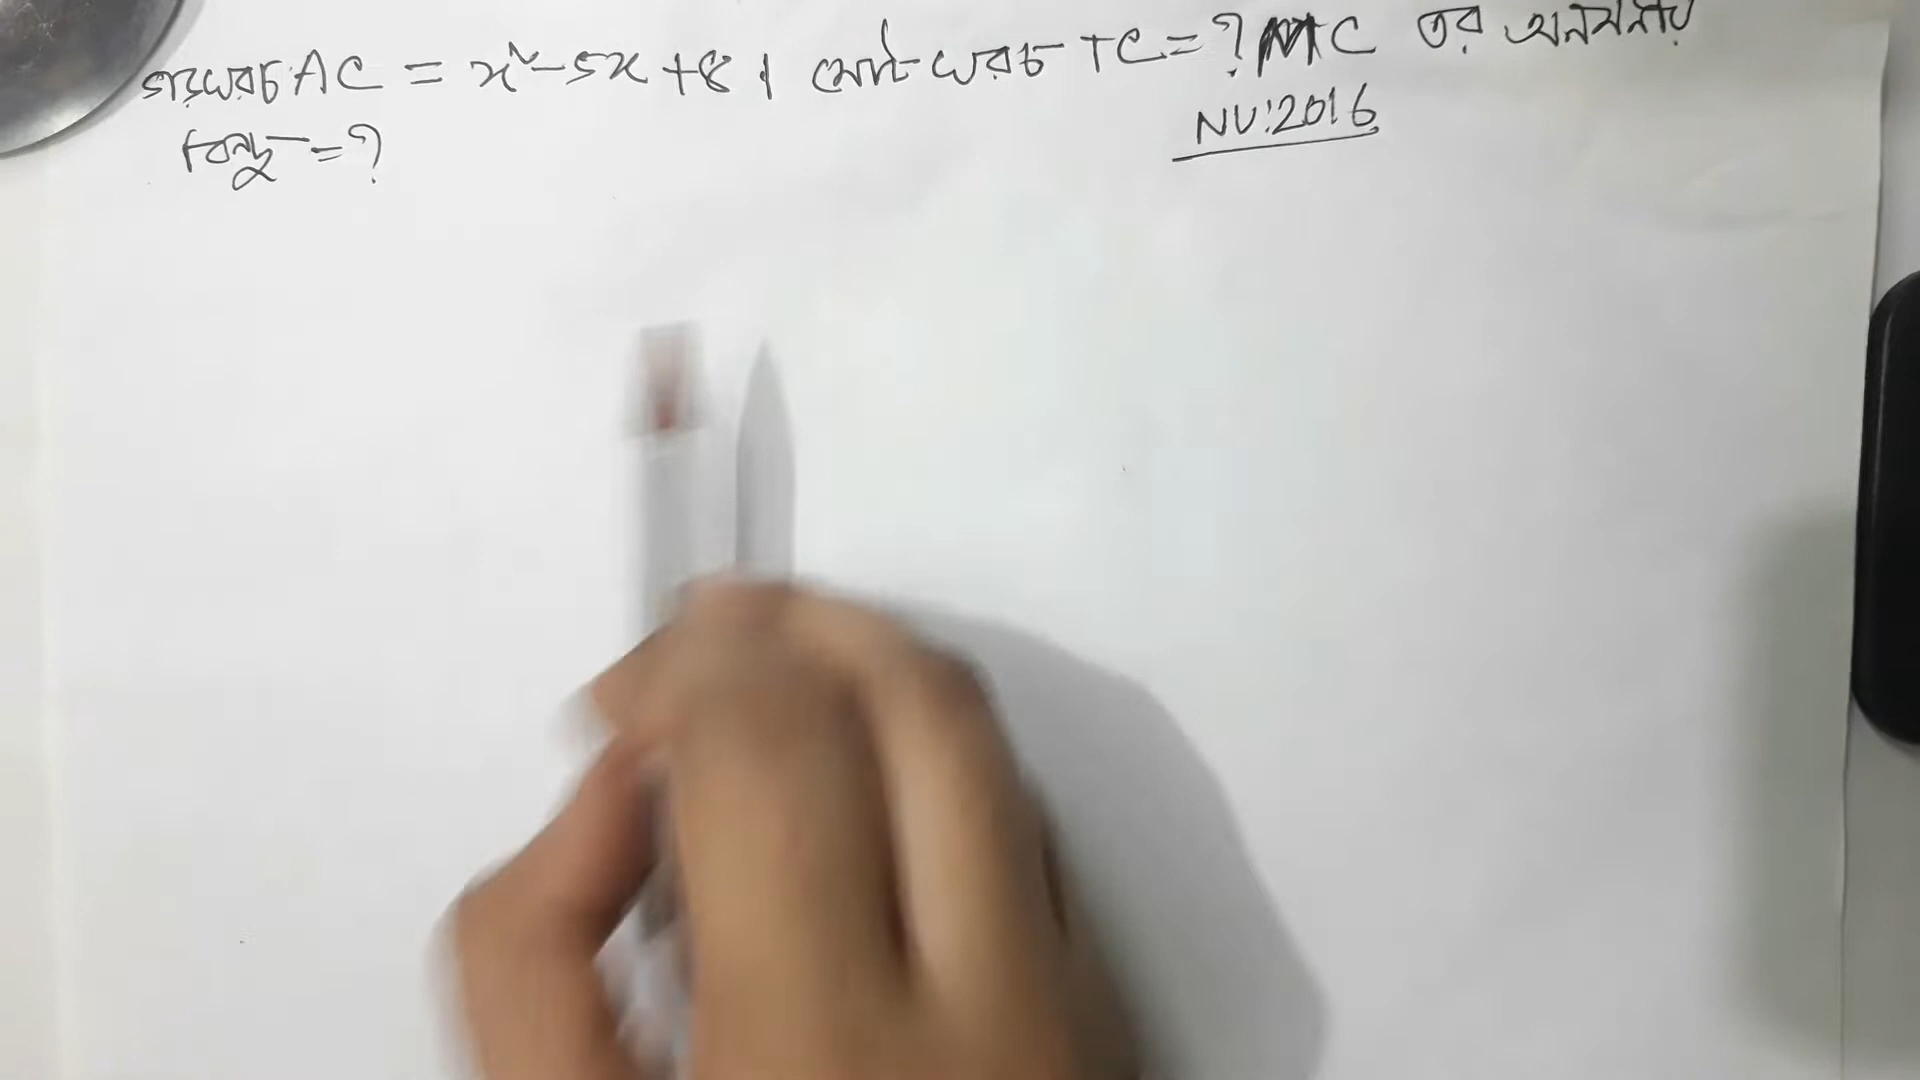 গড়খরচ AC = x² - 5x + 8। মোট খরচ TC = ? MC এর অনমনীয়
বিন্দু = ?
NU:2016